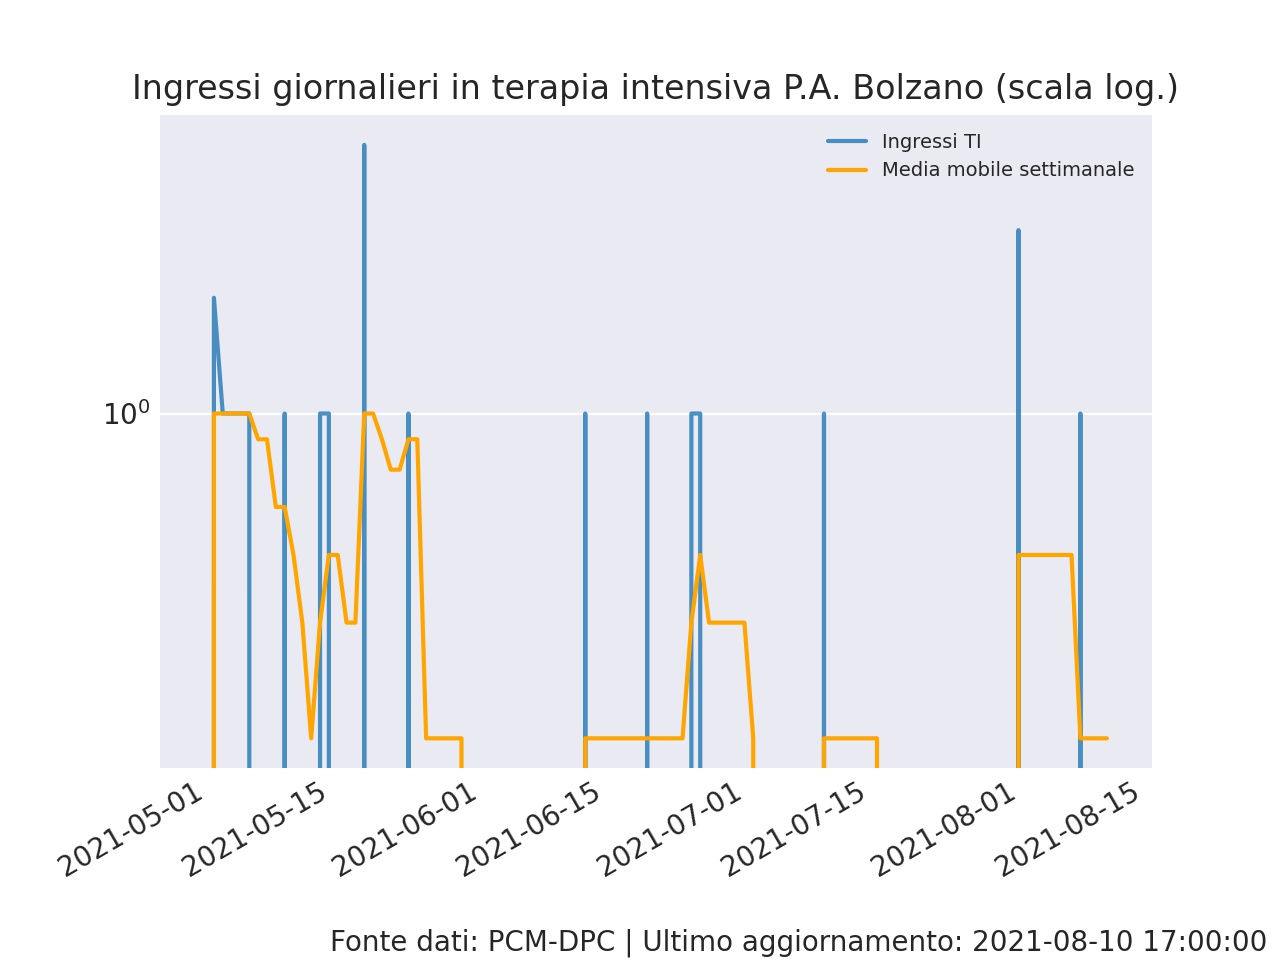 Ingressi giornalieri in terapia intensiva P.A. Bolzano (scala log.)
Ingressi TI
Media mobile settimanale
10⁰
2021-05-01
2021-05-15
2021-06-01
2021-06-15
2021-07-01
2021-07-15
2021-08-01
2021-08-15
Fonte dati: PCM-DPC | Ultimo aggiornamento: 2021-08-10 17:00:00